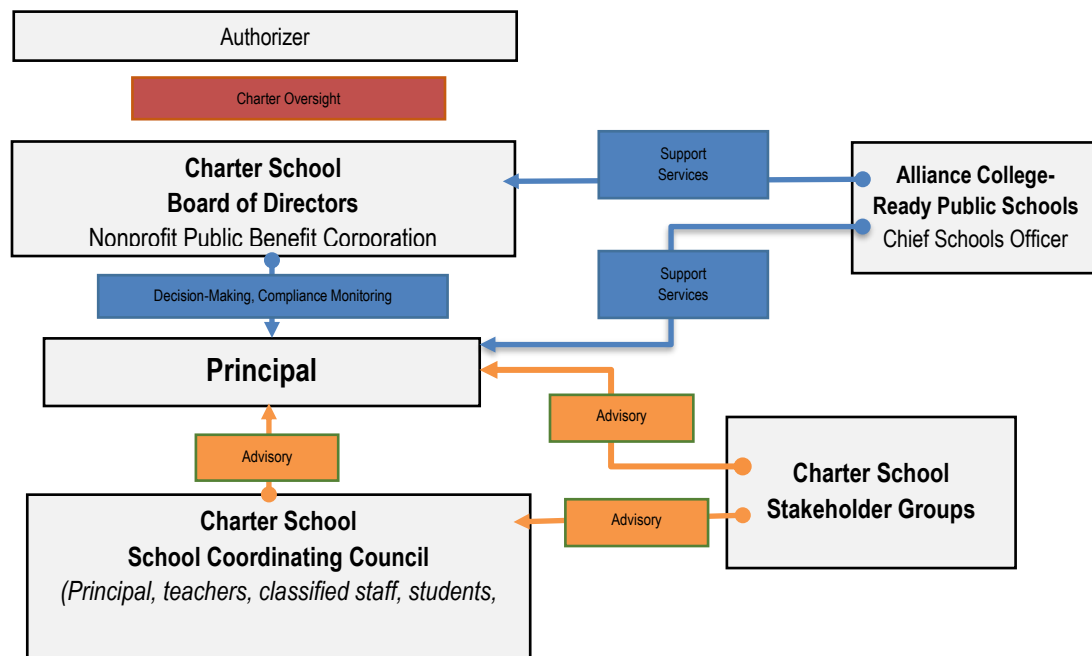 Authorizer
Charter Oversight
Charter School
Board of Directors
Nonprofit Public Benefit Corporation
Support
Services
Alliance College-
Ready Public Schools
Chief Schools Officer
Support
Services
Decision-Making, Compliance Monitoring
Principal
Advisory
Advisory
Charter School
Stakeholder Groups
Advisory
Charter School
School Coordinating Council
(Principal, teachers, classified staff, students,